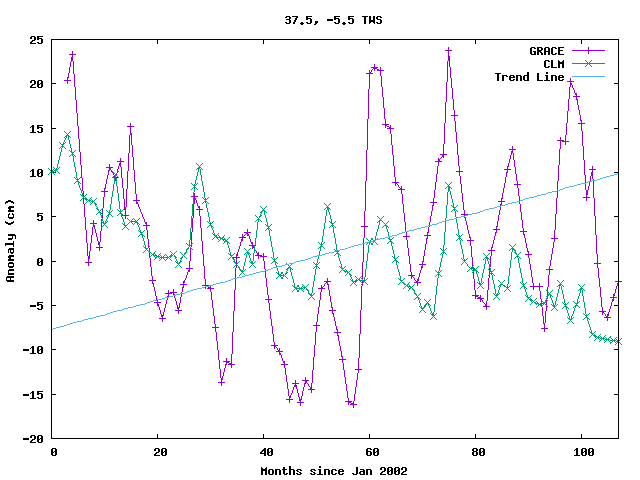 37.5, -5.5 TWS
GRACE
CLM
Trend Line
25
20
15
10
5
0
-5
-10
-15
-20
Anomaly (cm)
0 20 40 60 80 100
Months since Jan 2002